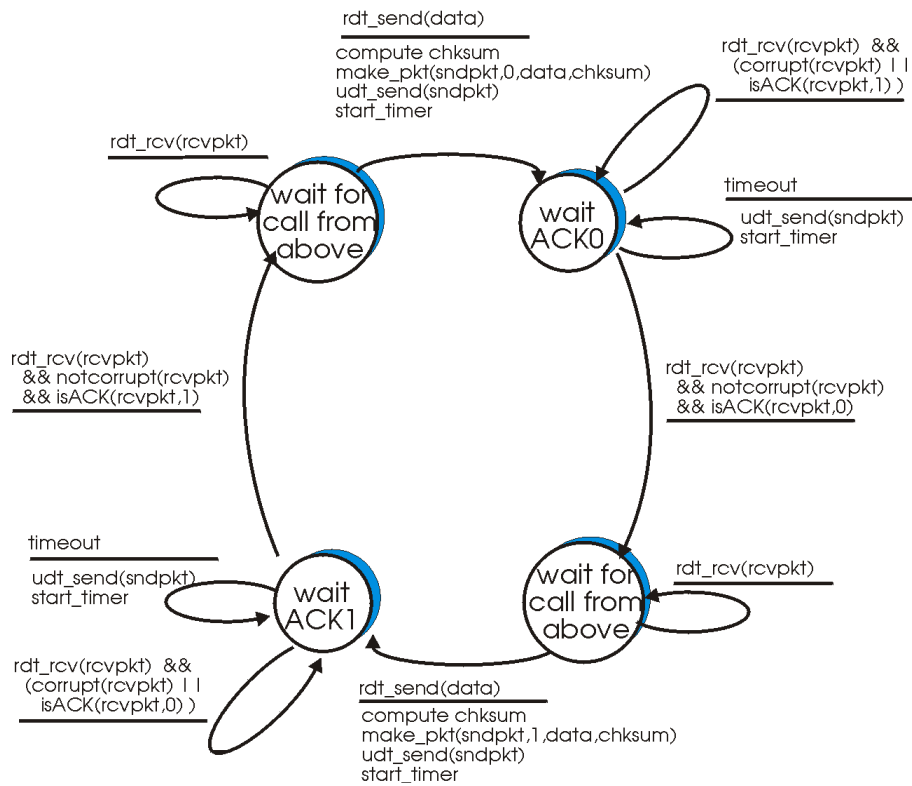 rdt_send(data)
compute chksum
make_pkt(sndpkt,0,data,chksum)
udt_send(sndpkt)
start_timer
rdt_rcv(rcvpkt) &&
(corrupt(rcvpkt) ||
isACK(rcvpkt,1) )
rdt_rcv(rcvpkt)
wait for
call from
above
wait
ACK0
timeout
udt_send(sndpkt)
start_timer
rdt_rcv(rcvpkt)
&& notcorrupt(rcvpkt)
&& isACK(rcvpkt,1)
rdt_rcv(rcvpkt)
&& notcorrupt(rcvpkt)
&& isACK(rcvpkt,0)
timeout
udt_send(sndpkt)
start_timer
wait
ACK1
wait for
call from
above
rdt_rcv(rcvpkt)
rdt_rcv(rcvpkt) &&
(corrupt(rcvpkt) ||
isACK(rcvpkt,0) )
rdt_send(data)
compute chksum
make_pkt(sndpkt,1,data,chksum)
udt_send(sndpkt)
start_timer